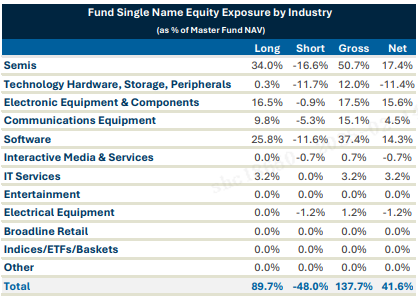 Fund Single Name Equity Exposure by Industry
(as % of Master Fund NAV)
Long Short Gross Net
Semis 34.0% -16.6% 50.7% 17.4%
Technology Hardware, Storage, Peripherals 0.3% -11.7% 12.0% -11.4%
Electronic Equipment & Components 16.5% -0.9% 17.5% 15.6%
Communications Equipment 9.8% -5.3% 15.1% 4.5%
Software 25.8% -11.6% 37.4% 14.3%
Interactive Media & Services 0.0% -0.7% 0.7% -0.7%
IT Services 3.2% 0.0% 3.2% 3.2%
Entertainment 0.0% 0.0% 0.0% 0.0%
Electrical Equipment 0.0% -1.2% 1.2% -1.2%
Broadline Retail 0.0% 0.0% 0.0% 0.0%
Indices/ETFs/Baskets 0.0% 0.0% 0.0% 0.0%
Other 0.0% 0.0% 0.0% 0.0%
Total 89.7% -48.0% 137.7% 41.6%